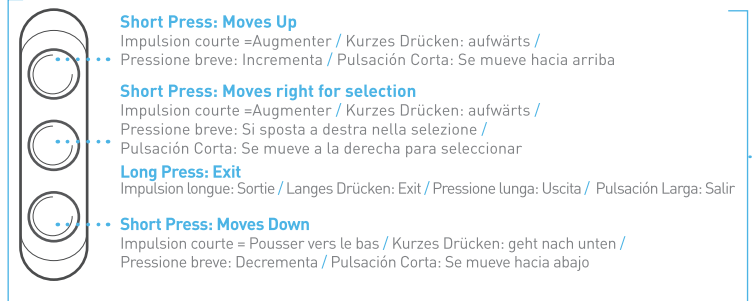 Short Press: Moves Up
Impulsion courte =Augmenter / Kurzes Drücken: aufwärts /
Pressione breve: Incrementa / Pulsación Corta: Se mueve hacia arriba
Short Press: Moves right for selection
Impulsion courte =Augmenter / Kurzes Drücken: aufwärts /
Pressione breve: Si sposta a destra nella selezione /
Pulsación Corta: Se mueve a la derecha para seleccionar
Long Press: Exit
Impulsion longue: Sortie / Langes Drücken: Exit / Pressione lunga: Uscita / Pulsación Larga: Salir
Short Press: Moves Down
Impulsion courte = Pousser vers le bas / Kurzes Drücken: geht nach unten /
Pressione breve: Decrementa / Pulsación Corta: Se mueve hacia abajo